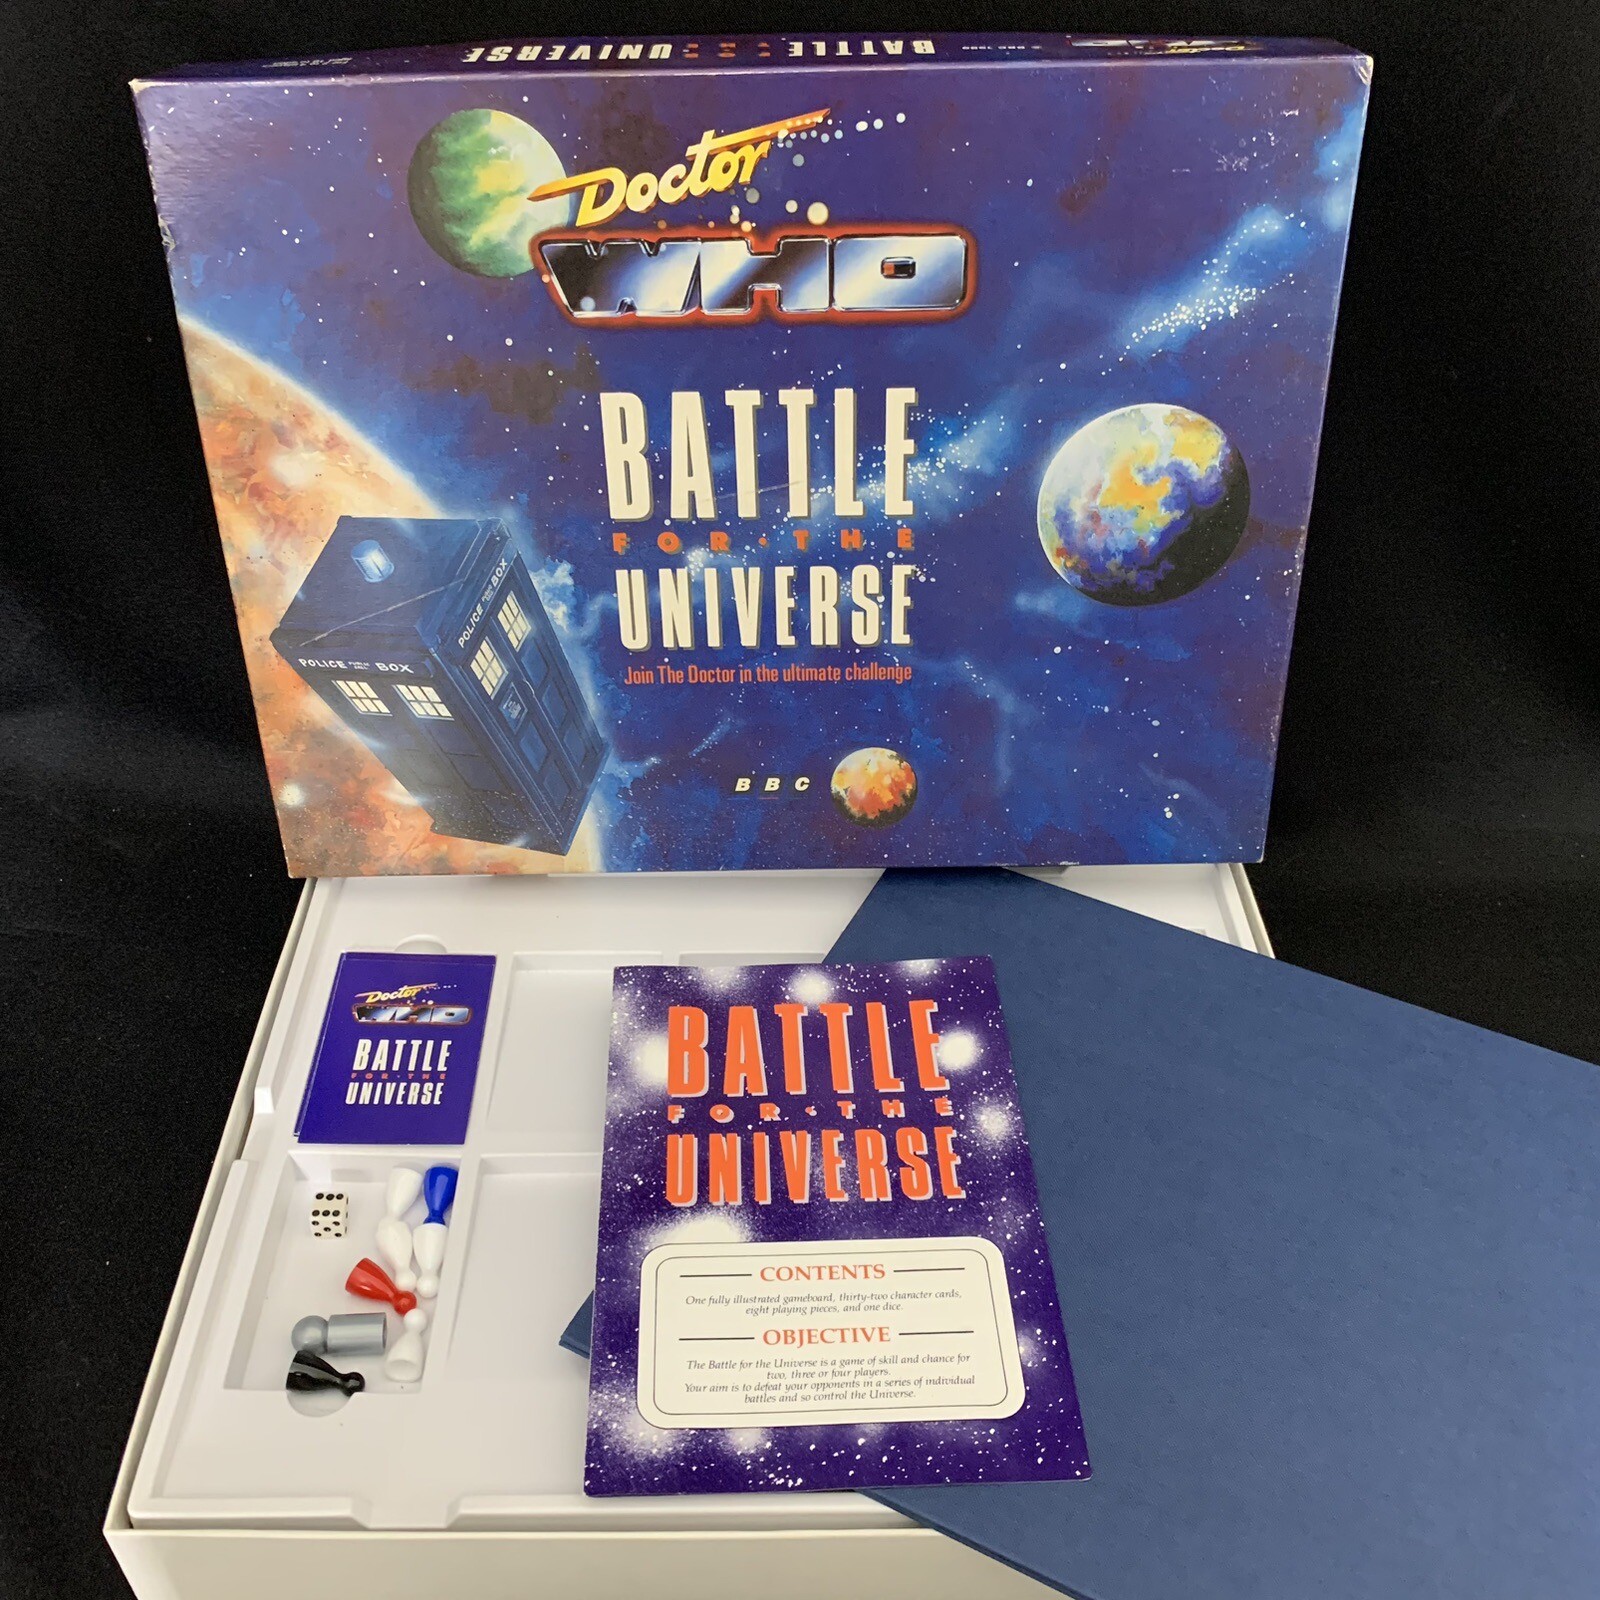 BATTLE FOR THE UNIVERSE
Doctor
WHO
BATTLE
FOR • THE
UNIVERSE
Join The Doctor in the ultimate challenge
POLICE PUBLIC CALL BOX
POLICE BOX
BBC
Doctor
WHO
BATTLE
FOR • THE
UNIVERSE
BATTLE
FOR • THE
UNIVERSE
CONTENTS
One fully illustrated gameboard, thirty-two character cards,
eight playing pieces, and one dice.
OBJECTIVE
The Battle for the Universe is a game of skill and chance for
two, three or four players.
Your aim is to defeat your opponents in a series of individual
battles and so control the Universe.